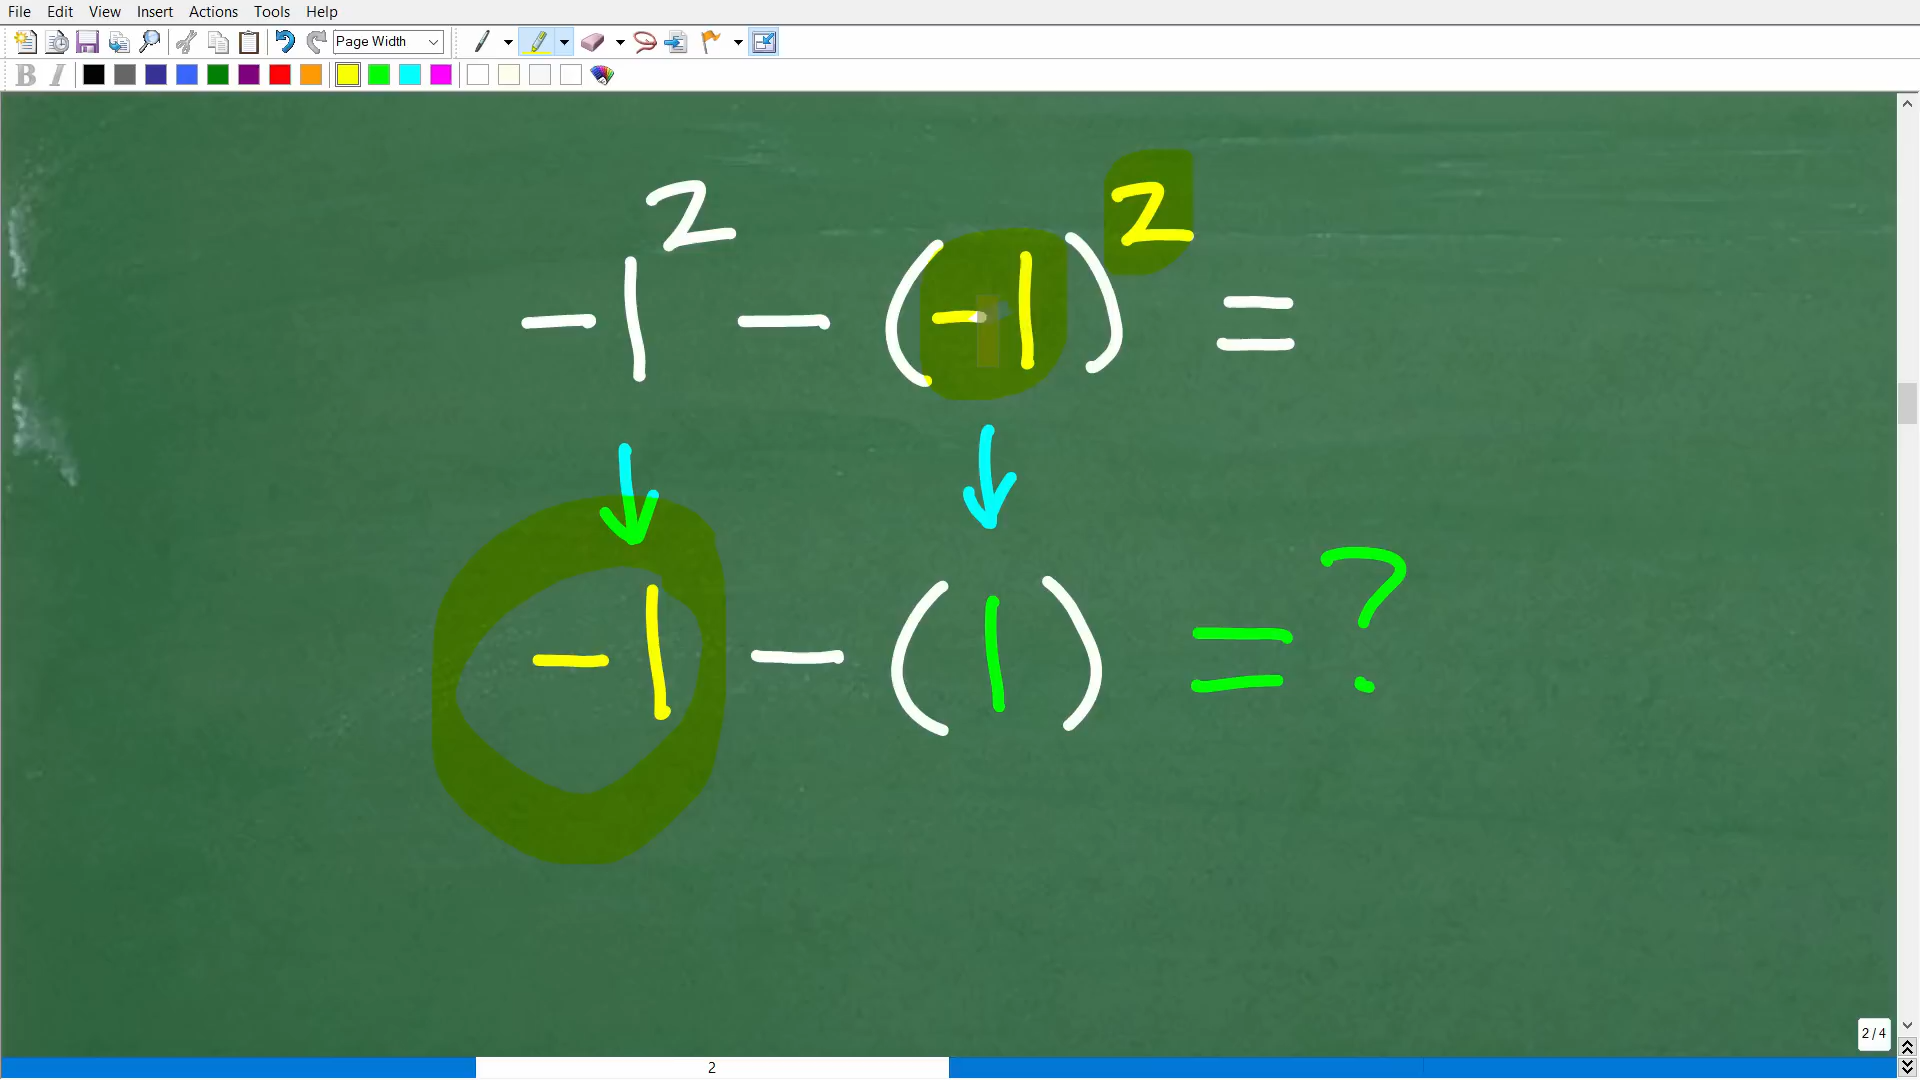 File Edit View Insert Actions Tools Help
Page Width
B I
-1² - (-1)² =
-1 - (1) = ?
2 / 4
2